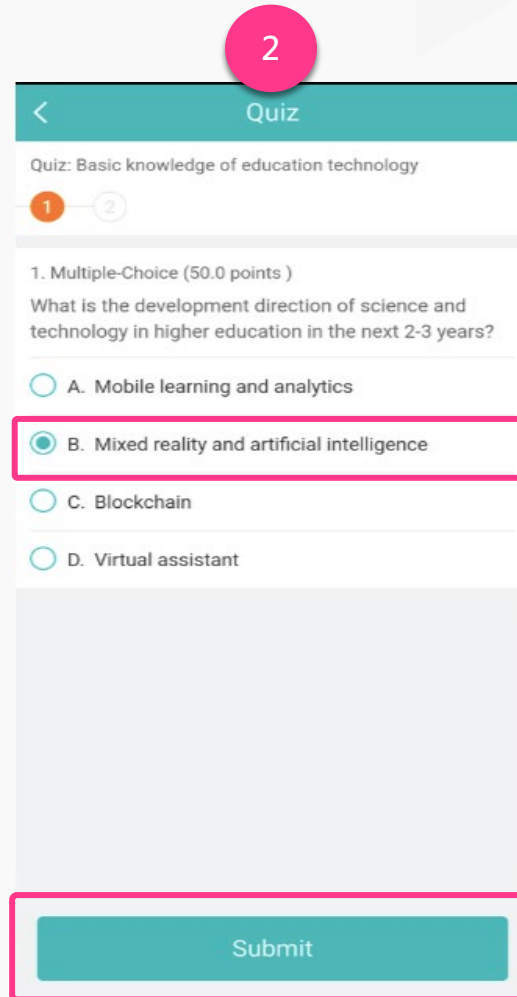 2
Quiz
Quiz: Basic knowledge of education technology
1 2
1. Multiple-Choice (50.0 points )
What is the development direction of science and
technology in higher education in the next 2-3 years?
A. Mobile learning and analytics
B. Mixed reality and artificial intelligence
C. Blockchain
D. Virtual assistant
Submit